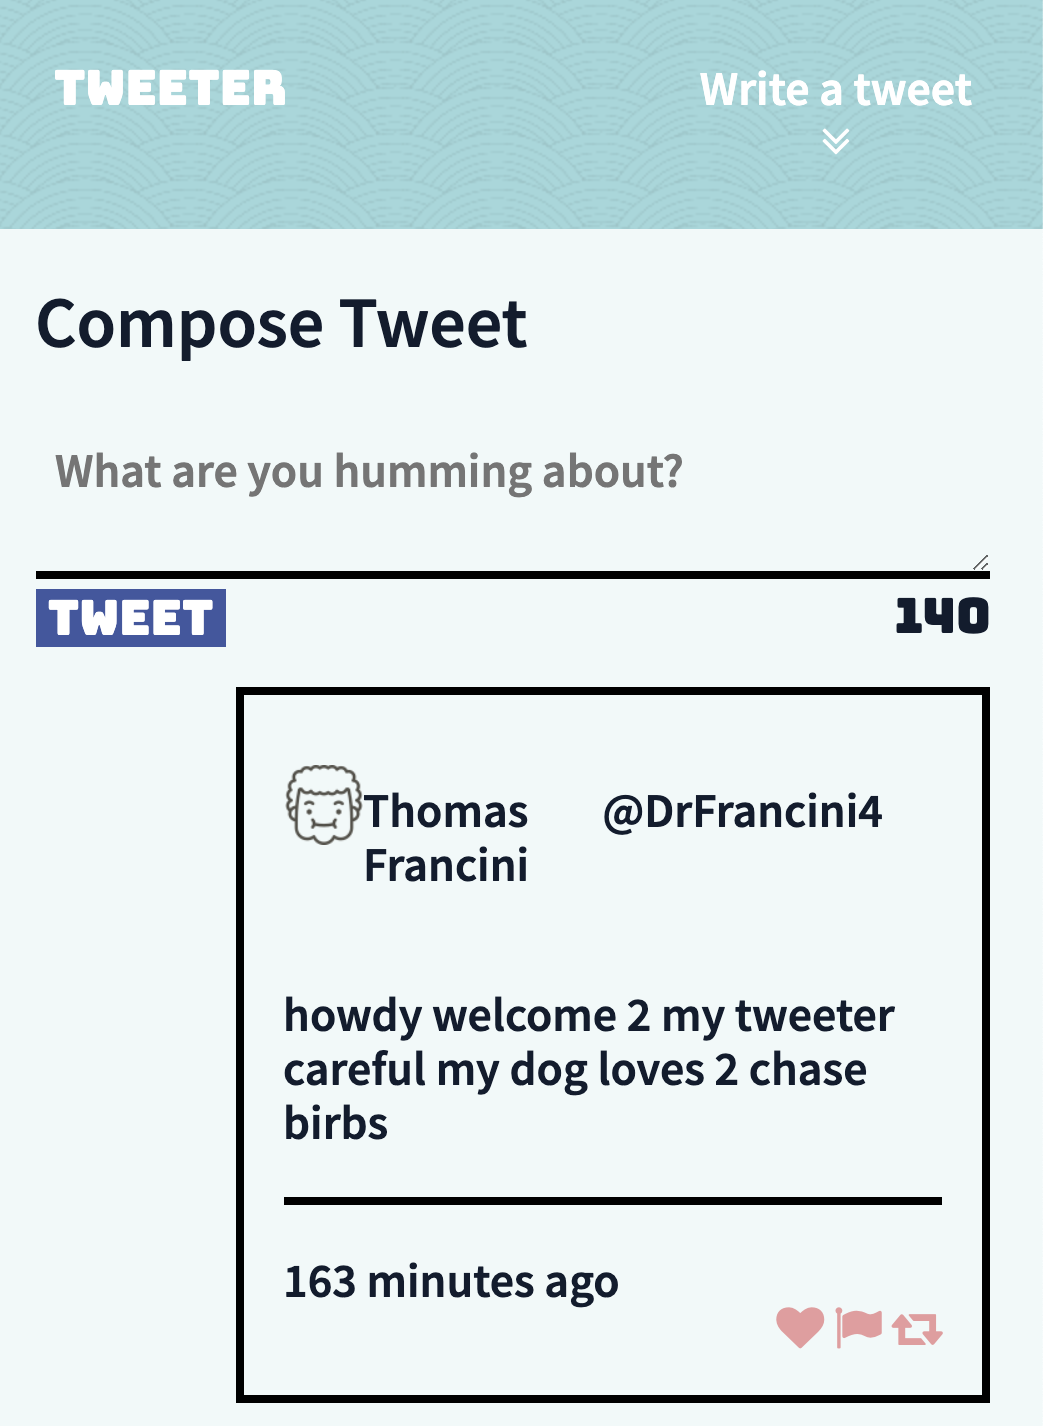 TWEETER
Write a tweet
Compose Tweet
What are you humming about?
TWEET
140
Thomas
Francini
@DrFrancini4
howdy welcome 2 my tweeter
careful my dog loves 2 chase
birbs
163 minutes ago